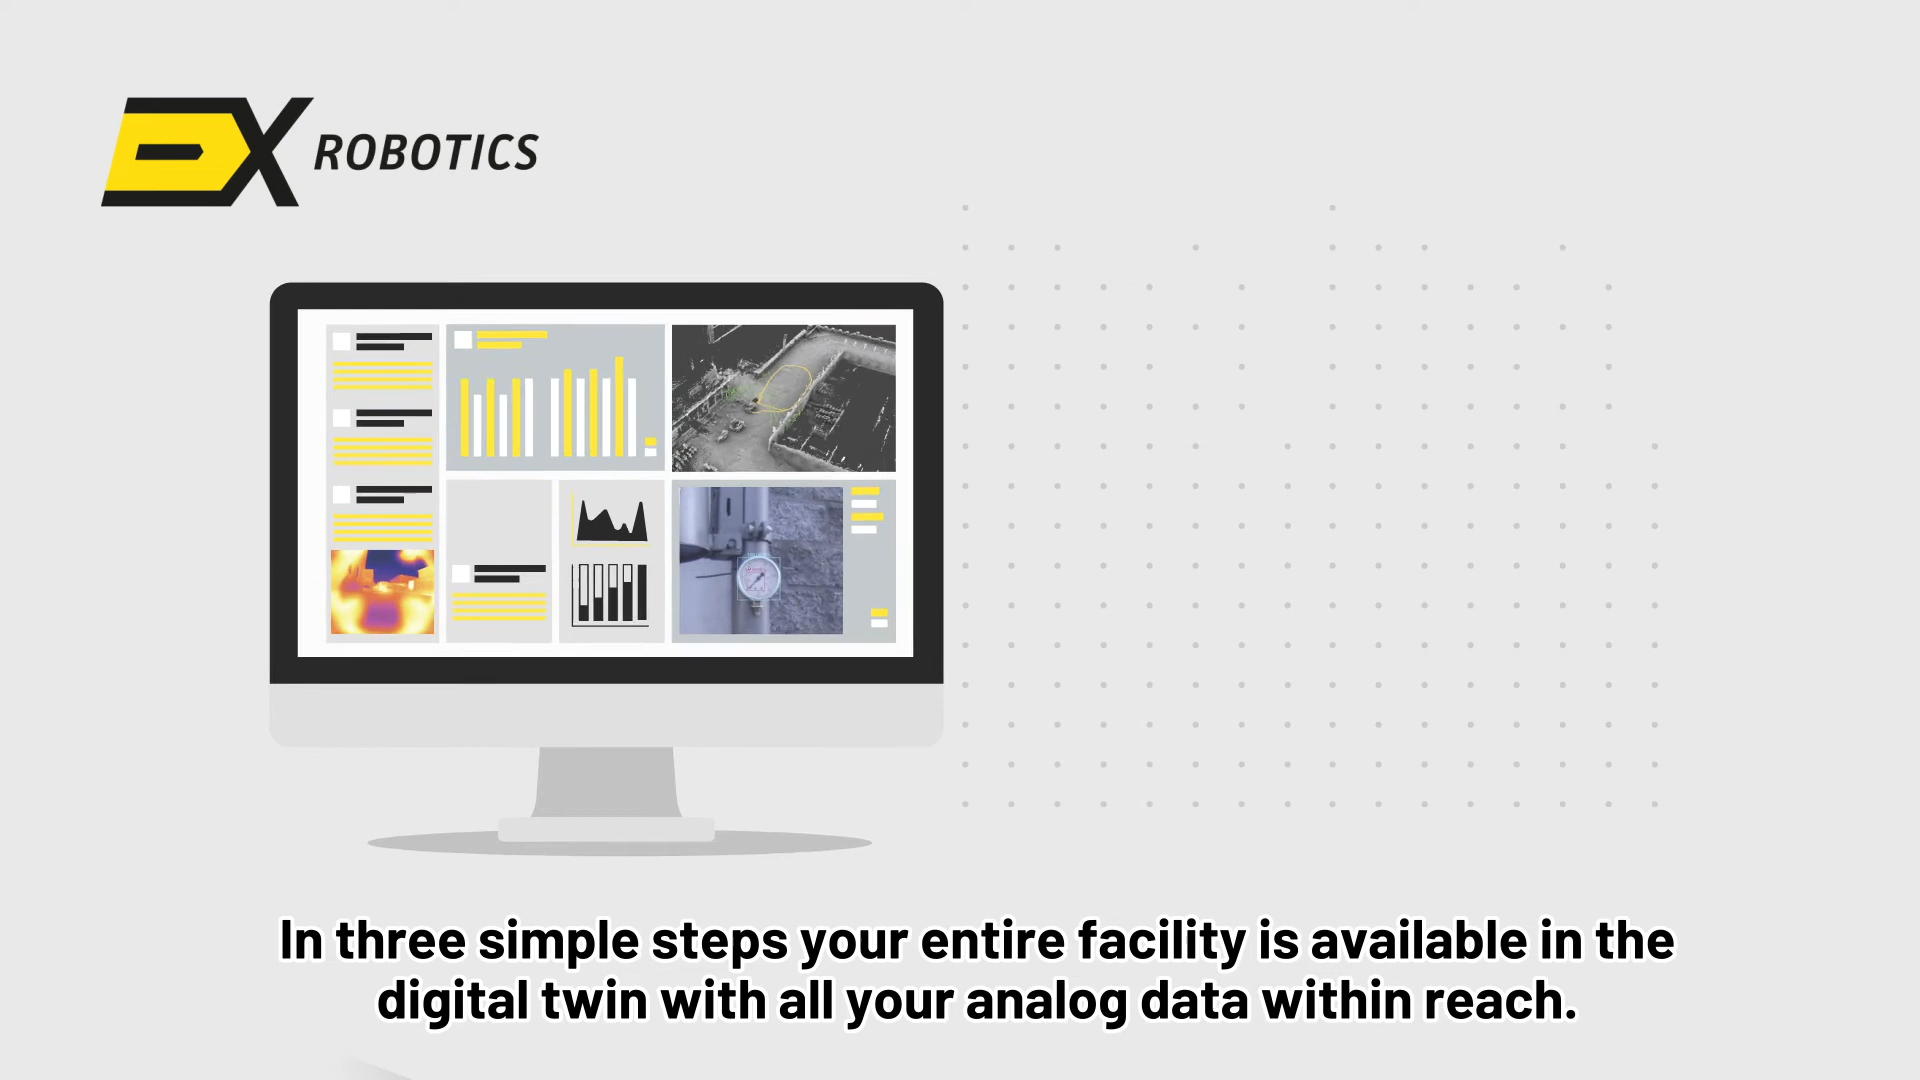 EX ROBOTICS
In three simple steps your entire facility is available in the
digital twin with all your analog data within reach.